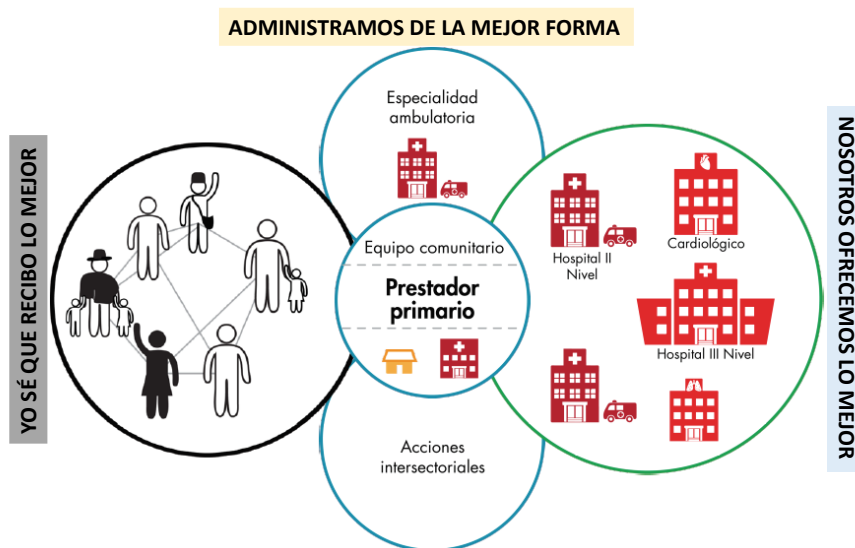 ADMINISTRAMOS DE LA MEJOR FORMA
YO SÉ QUE RECIBO LO MEJOR
Especialidad
ambulatoria
Equipo comunitario
Prestador
primario
Acciones
intersectoriales
Hospital II
Nivel
Cardiológico
Hospital III Nivel
NOSOTROS OFRECEMOS LO MEJOR